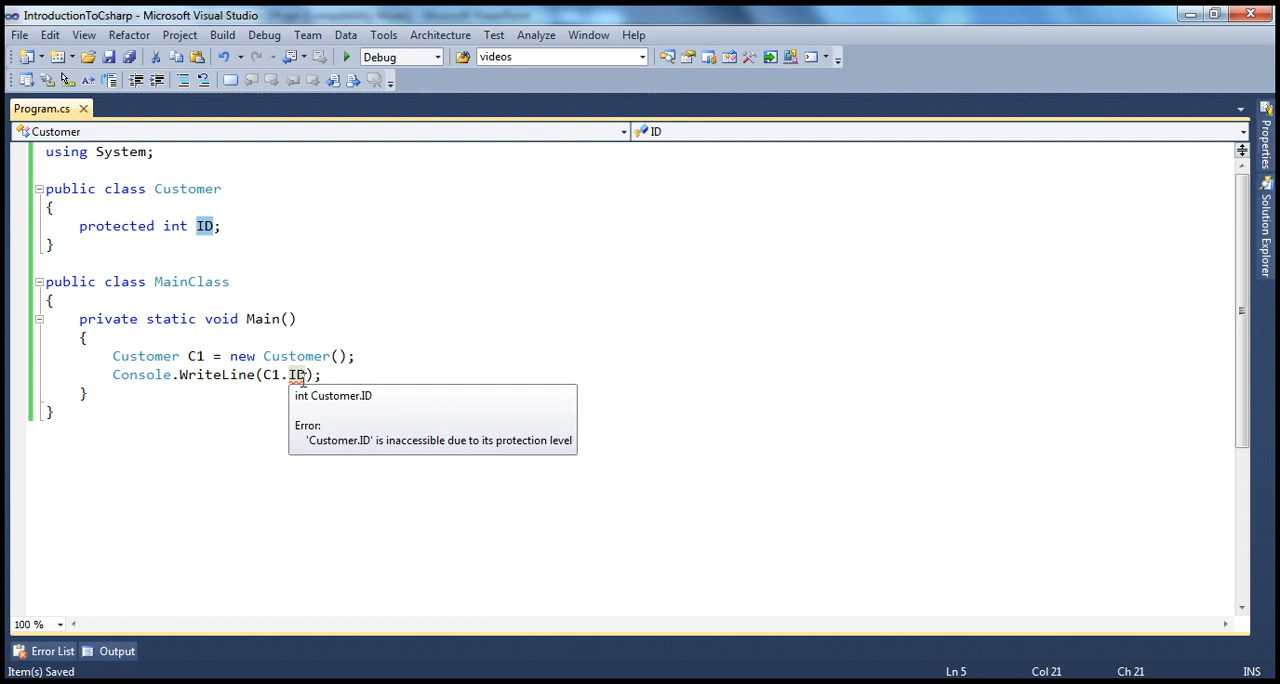 IntroductionToCsharp - Microsoft Visual Studio
File Edit View Refactor Project Build Debug Team Data Tools Architecture Test Analyze Window Help
Debug videos
Program.cs
Customer ID
using System;
public class Customer
{
protected int ID;
}
public class MainClass
{
private static void Main()
{
Customer C1 = new Customer();
Console.WriteLine(C1.ID);
}
}
int Customer.ID
Error:
'Customer.ID' is inaccessible due to its protection level
Properties
Solution Explorer
100 %
Error List Output
Item(s) Saved Ln 5 Col 21 Ch 21 INS